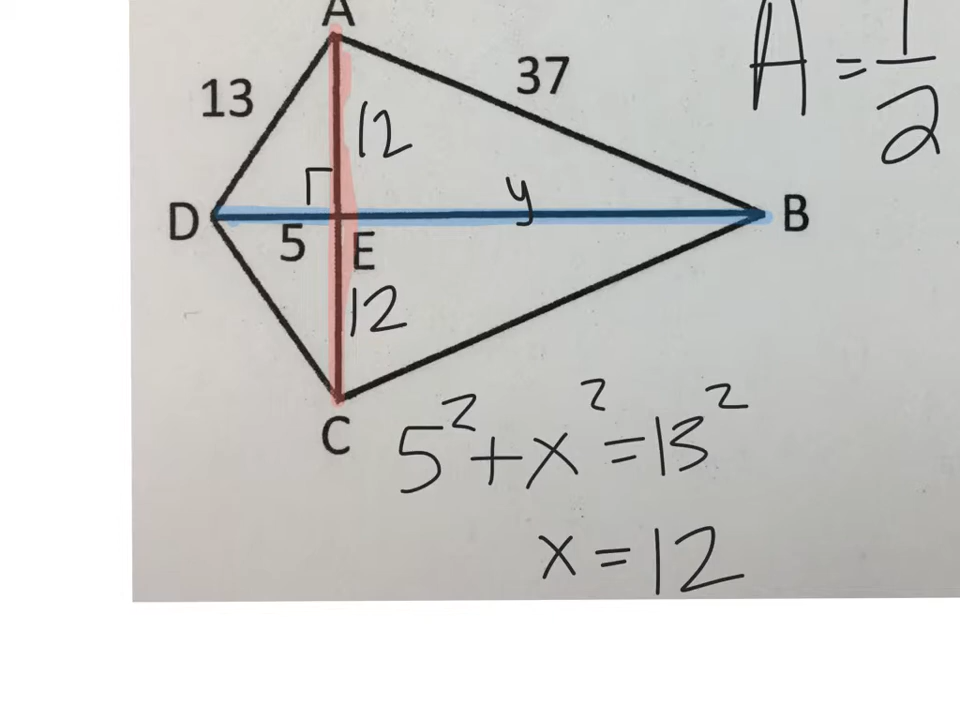 A
13
37
A = 1/2
12
D
y
B
5
E
12
C
5² + x² = 13²
x = 12